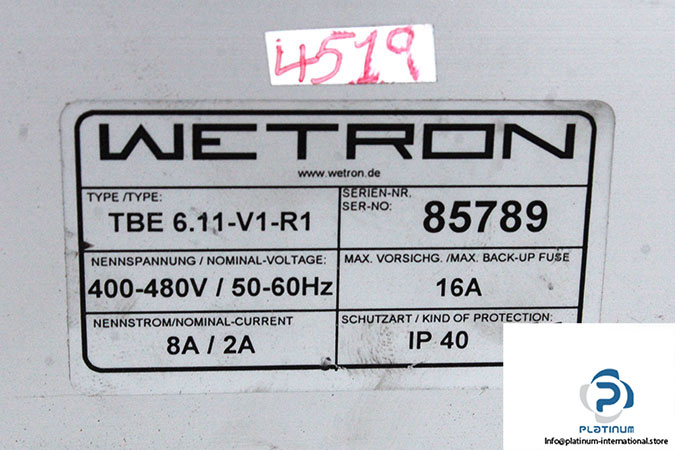 4519
WETRON
www.wetron.de
TYPE /TYPE:
TBE 6.11-V1-R1
SERIEN-NR.
SER-NO:
85789
NENNSPANNUNG / NOMINAL-VOLTAGE:
400-480V / 50-60Hz
MAX. VORSICHG. /MAX. BACK-UP FUSE
16A
NENNSTROM/NOMINAL-CURRENT
8A / 2A
SCHUTZART / KIND OF PROTECTION:
IP 40
PLATINUM
Info@platinum-international.store